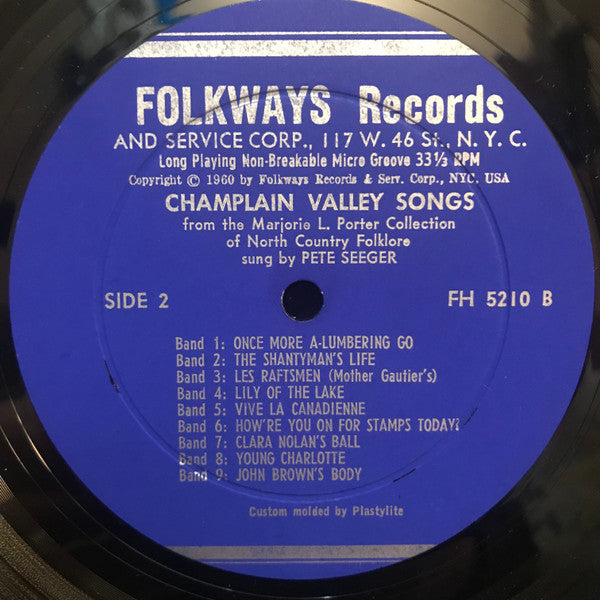 FOLKWAYS Records
AND SERVICE CORP., 117 W. 46 St., N. Y. C.
Long Playing Non-Breakable Micro Groove 33⅓ RPM
Copyright © 1960 by Folkways Records & Serv. Corp., NYC. USA
CHAMPLAIN VALLEY SONGS
from the Marjorie L. Porter Collection
of North Country Folklore
sung by PETE SEEGER
SIDE 2 FH 5210 B
Band 1: ONCE MORE A-LUMBERING GO
Band 2: THE SHANTYMAN'S LIFE
Band 3: LES RAFTSMEN (Mother Gautier's)
Band 4: LILY OF THE LAKE
Band 5: VIVE LA CANADIENNE
Band 6: HOW'RE YOU ON FOR STAMPS TODAY?
Band 7: CLARA NOLAN'S BALL
Band 8: YOUNG CHARLOTTE
Band 9: JOHN BROWN'S BODY
Custom molded by Plastylite